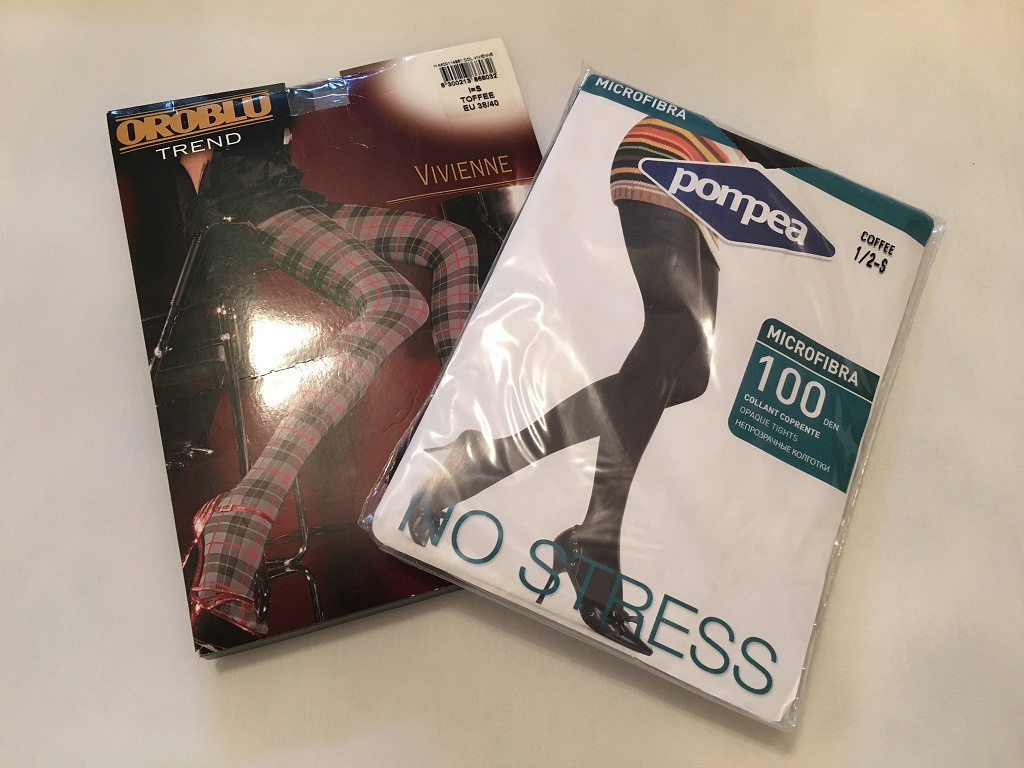 OROBLU
TREND
VIVIENNE
I=S
TOFFEE
EU 38/40
MICROFIBRA
pompea
COFFEE
1/2-S
MICROFIBRA
100 DEN
COLLANT COPRENTE
OPAQUE TIGHTS
НЕПРОЗРАЧНЫЕ КОЛГОТКИ
NO STRESS